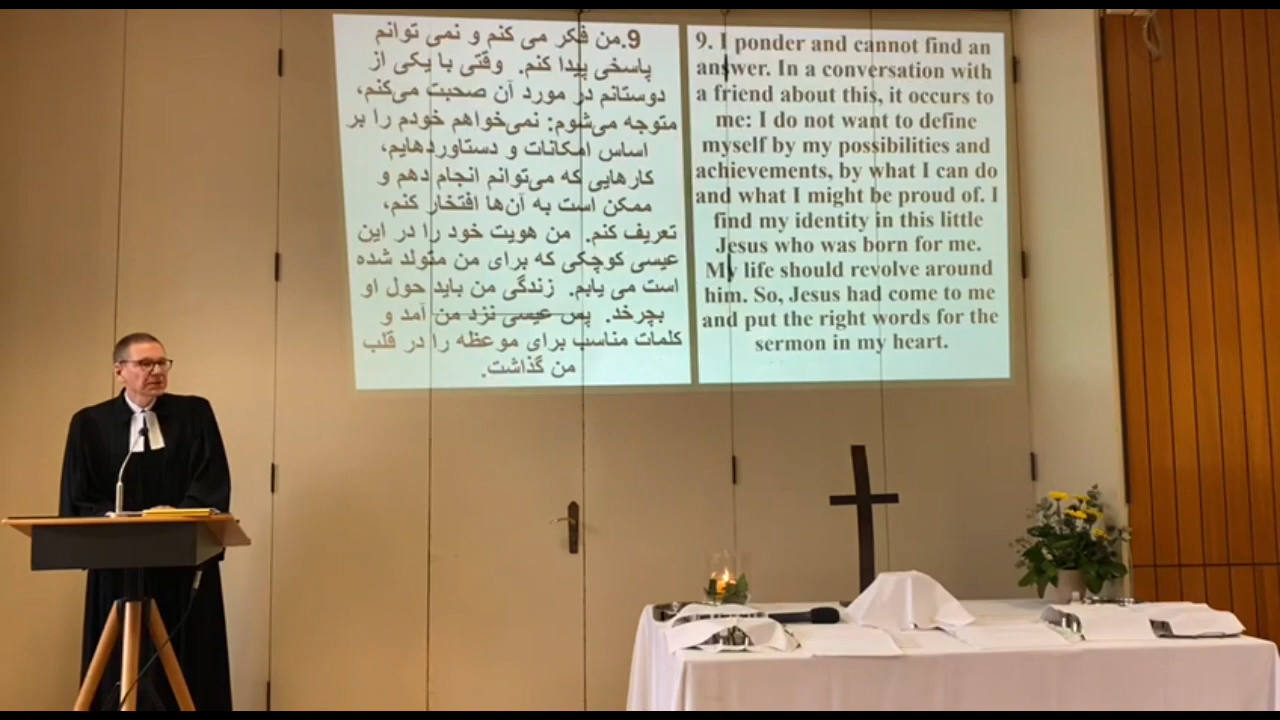 9.من فکر می کنم و نمی توانم
پاسخی پیدا کنم. وقتی با یکی از
دوستانم در مورد آن صحبت می‌کنم،
متوجه می‌شوم: نمی‌خواهم خودم را بر
اساس امکانات و دستاوردهایم،
کارهایی که می‌توانم انجام دهم و
ممکن است به آن‌ها افتخار کنم،
تعریف کنم. من هویت خود را در این
عیسی کوچکی که برای من متولد شده
است می یابم. زندگی من باید حول او
بچرخد. پس عیسی نزد من آمد و
کلمات مناسب برای موعظه را در قلب
من گذاشت.
9. I ponder and cannot find an
answer. In a conversation with
a friend about this, it occurs to
me: I do not want to define
myself by my possibilities and
achievements, by what I can do
and what I might be proud of. I
find my identity in this little
Jesus who was born for me.
My life should revolve around
him. So, Jesus had come to me
and put the right words for the
sermon in my heart.